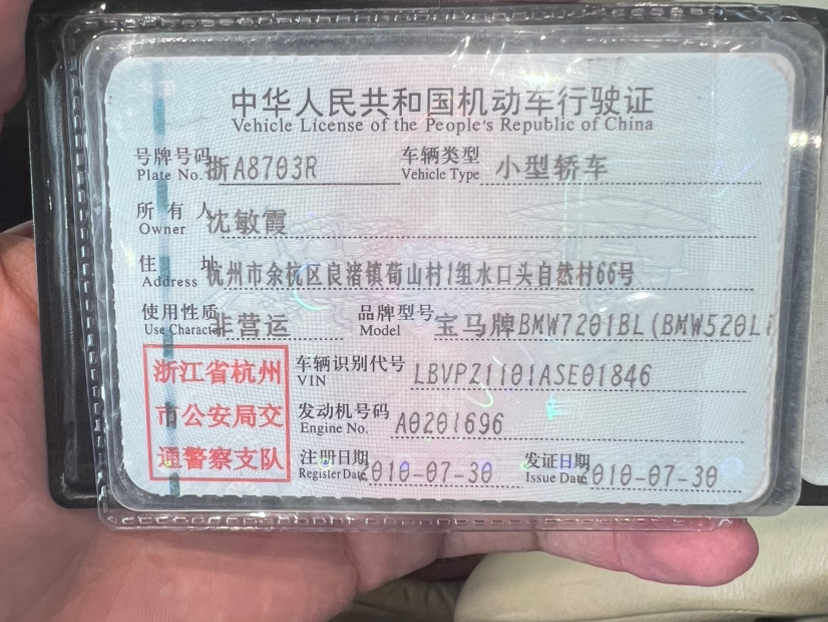 中华人民共和国机动车行驶证
Vehicle License of the People's Republic of China
号牌号码 浙A8703R 车辆类型 小型轿车
Plate No. Vehicle Type
所有人 沈敏霞
Owner
住址 杭州市余杭区良渚镇荀山村1组水口头自然村66号
Address
使用性质 非营运 品牌型号 宝马牌BMW7201BL(BMW520Li
Use Character Model
浙江省杭州
市公安局交
通警察支队
车辆识别代号 LBVPZ1101ASE01846
VIN
发动机号码 A0201696
Engine No.
注册日期 2010-07-30 发证日期 2010-07-30
Register Date Issue Date